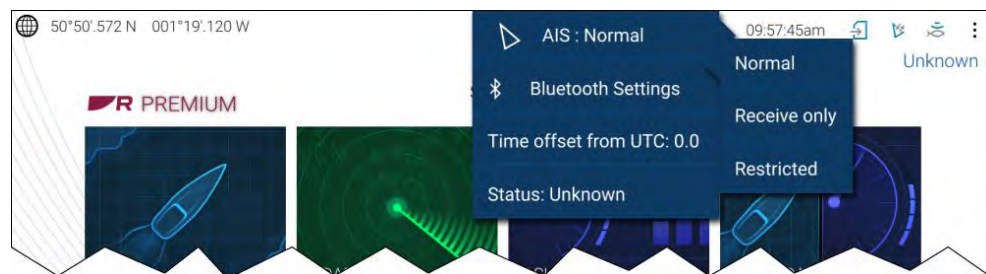 50°50'.572 N 001°19'.120 W
09:57:45am
Unknown
R PREMIUM
AIS : Normal
Bluetooth Settings
Time offset from UTC: 0.0
Status: Unknown
Normal
Receive only
Restricted